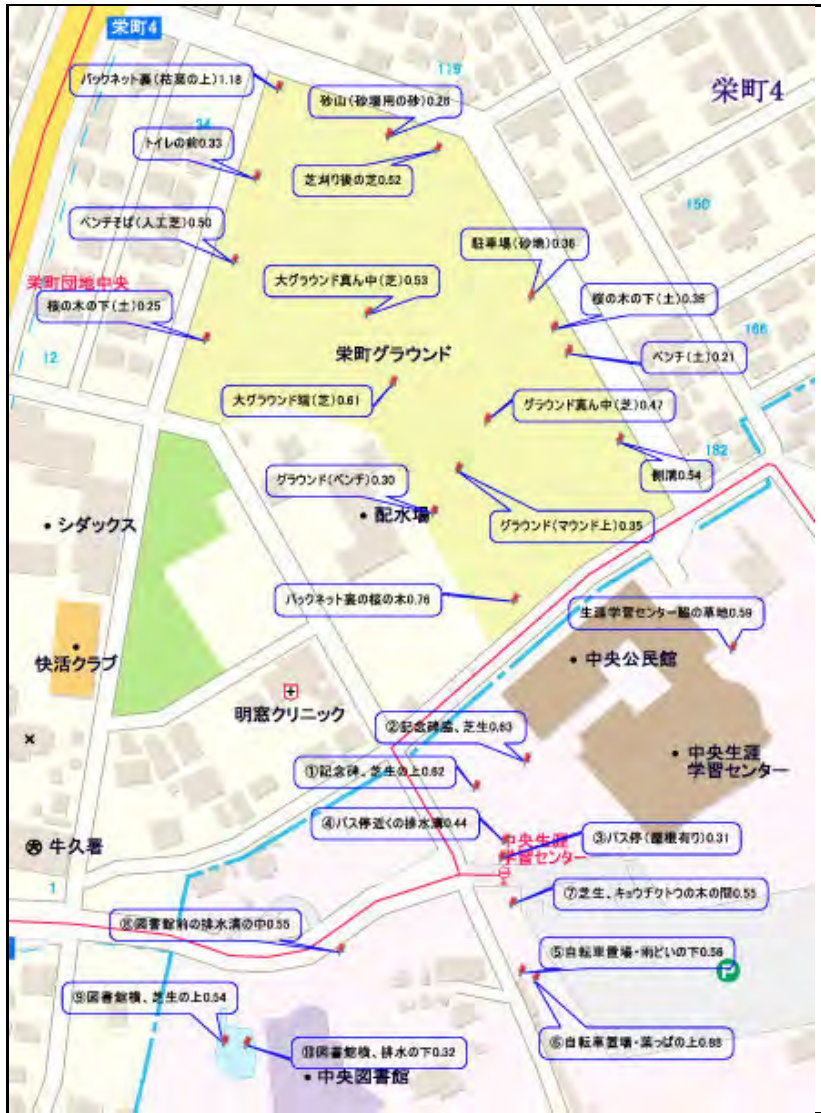 栄町4
バックネット裏(枯葉の上)1.18
119
栄町4
砂山(砂場用の砂)0.28
34
トイレの前0.33
芝刈り後の芝0.52
150
ベンチそば(人工芝)0.50
駐車場(砂地)0.36
栄町団地中央
大グラウンド真ん中(芝)0.53
桜の木の下(土)0.25
桜の木の下(土)0.35
166
12
栄町グラウンド
ベンチ(土)0.21
大グラウンド端(芝)0.61
グラウンド真ん中(芝)0.47
182
側溝0.54
グラウンド(ベンチ)0.30
シダックス
配水場
グラウンド(マウンド上)0.35
バックネット裏の桜の木0.76
生涯学習センター脇の草地0.59
快活クラブ
中央公民館
明窓クリニック
②記念碑脇、芝生0.63
中央生涯
学習センター
①記念碑、芝生の上0.62
④バス停近くの排水溝0.44
③バス停(屋根有り)0.31
中央生涯
学習センター
牛久署
1
⑦芝生、キョウチクトウの木の間0.55
図書館前の排水溝の中0.55
⑤自転車置場・雨どいの下0.56
P
⑨図書館横、芝生の上0.54
⑥自転車置場・葉っぱの上0.88
⑩図書館横、排水の下0.32
中央図書館